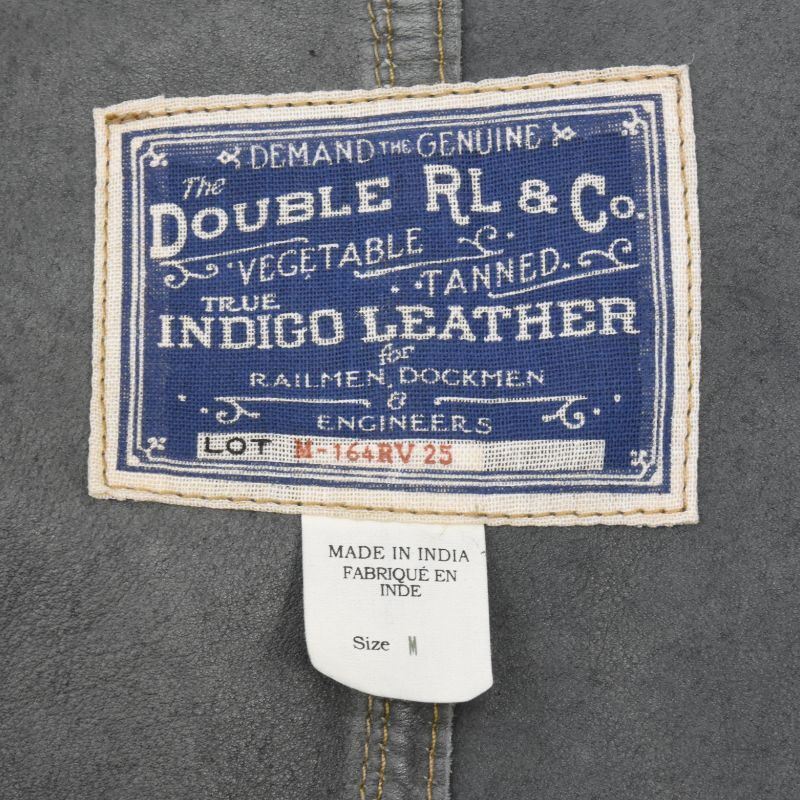 DEMAND THE GENUINE
The
DOUBLE RL & Co.
VEGETABLE
TANNED.
TRUE
INDIGO LEATHER
for
RAILMEN, DOCKMEN
&
ENGINEERS
LOT M-164RV 25
MADE IN INDIA
FABRIQUÉ EN
INDE
Size M